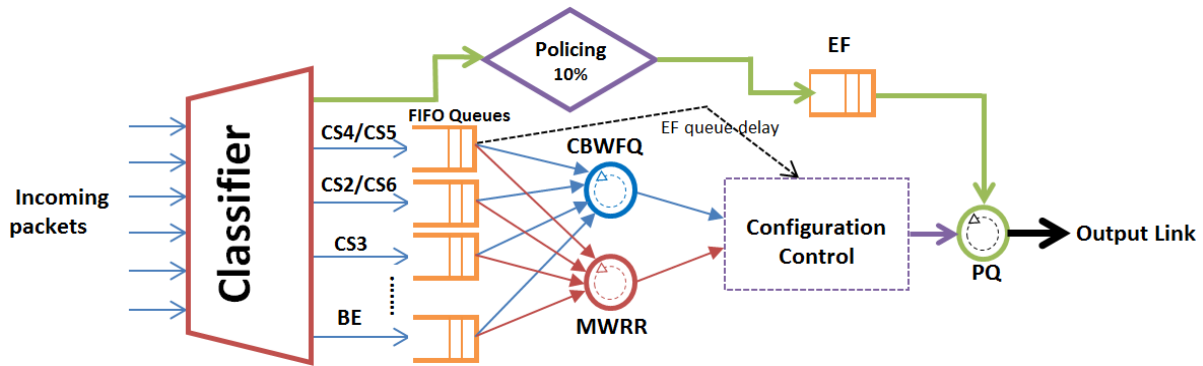 Incoming
packets
Classifier
Policing
10%
EF
FIFO Queues
CS4/CS5
CS2/CS6
CS3
BE
EF queue delay
CBWFQ
MWRR
Configuration
Control
PQ
Output Link